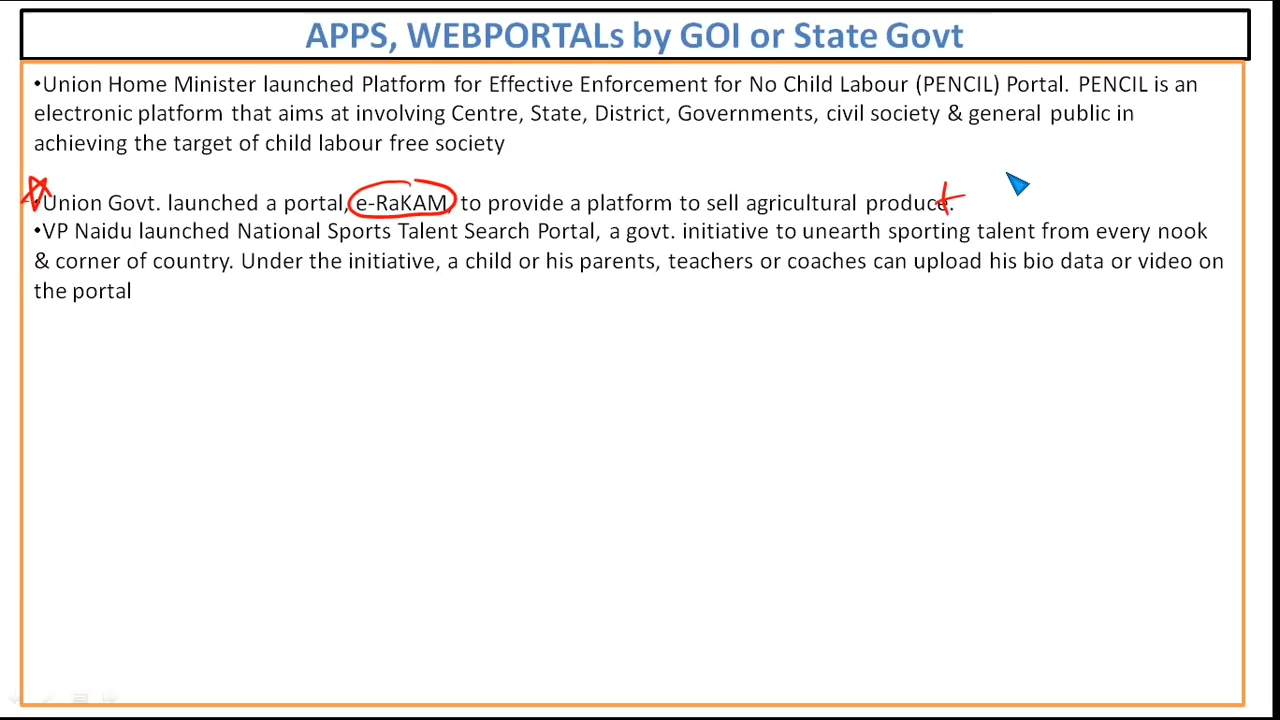 APPS, WEBPORTALs by GOI or State Govt
•Union Home Minister launched Platform for Effective Enforcement for No Child Labour (PENCIL) Portal. PENCIL is an
electronic platform that aims at involving Centre, State, District, Governments, civil society & general public in
achieving the target of child labour free society
•Union Govt. launched a portal, e-RaKAM, to provide a platform to sell agricultural produce.
•VP Naidu launched National Sports Talent Search Portal, a govt. initiative to unearth sporting talent from every nook
& corner of country. Under the initiative, a child or his parents, teachers or coaches can upload his bio data or video on
the portal